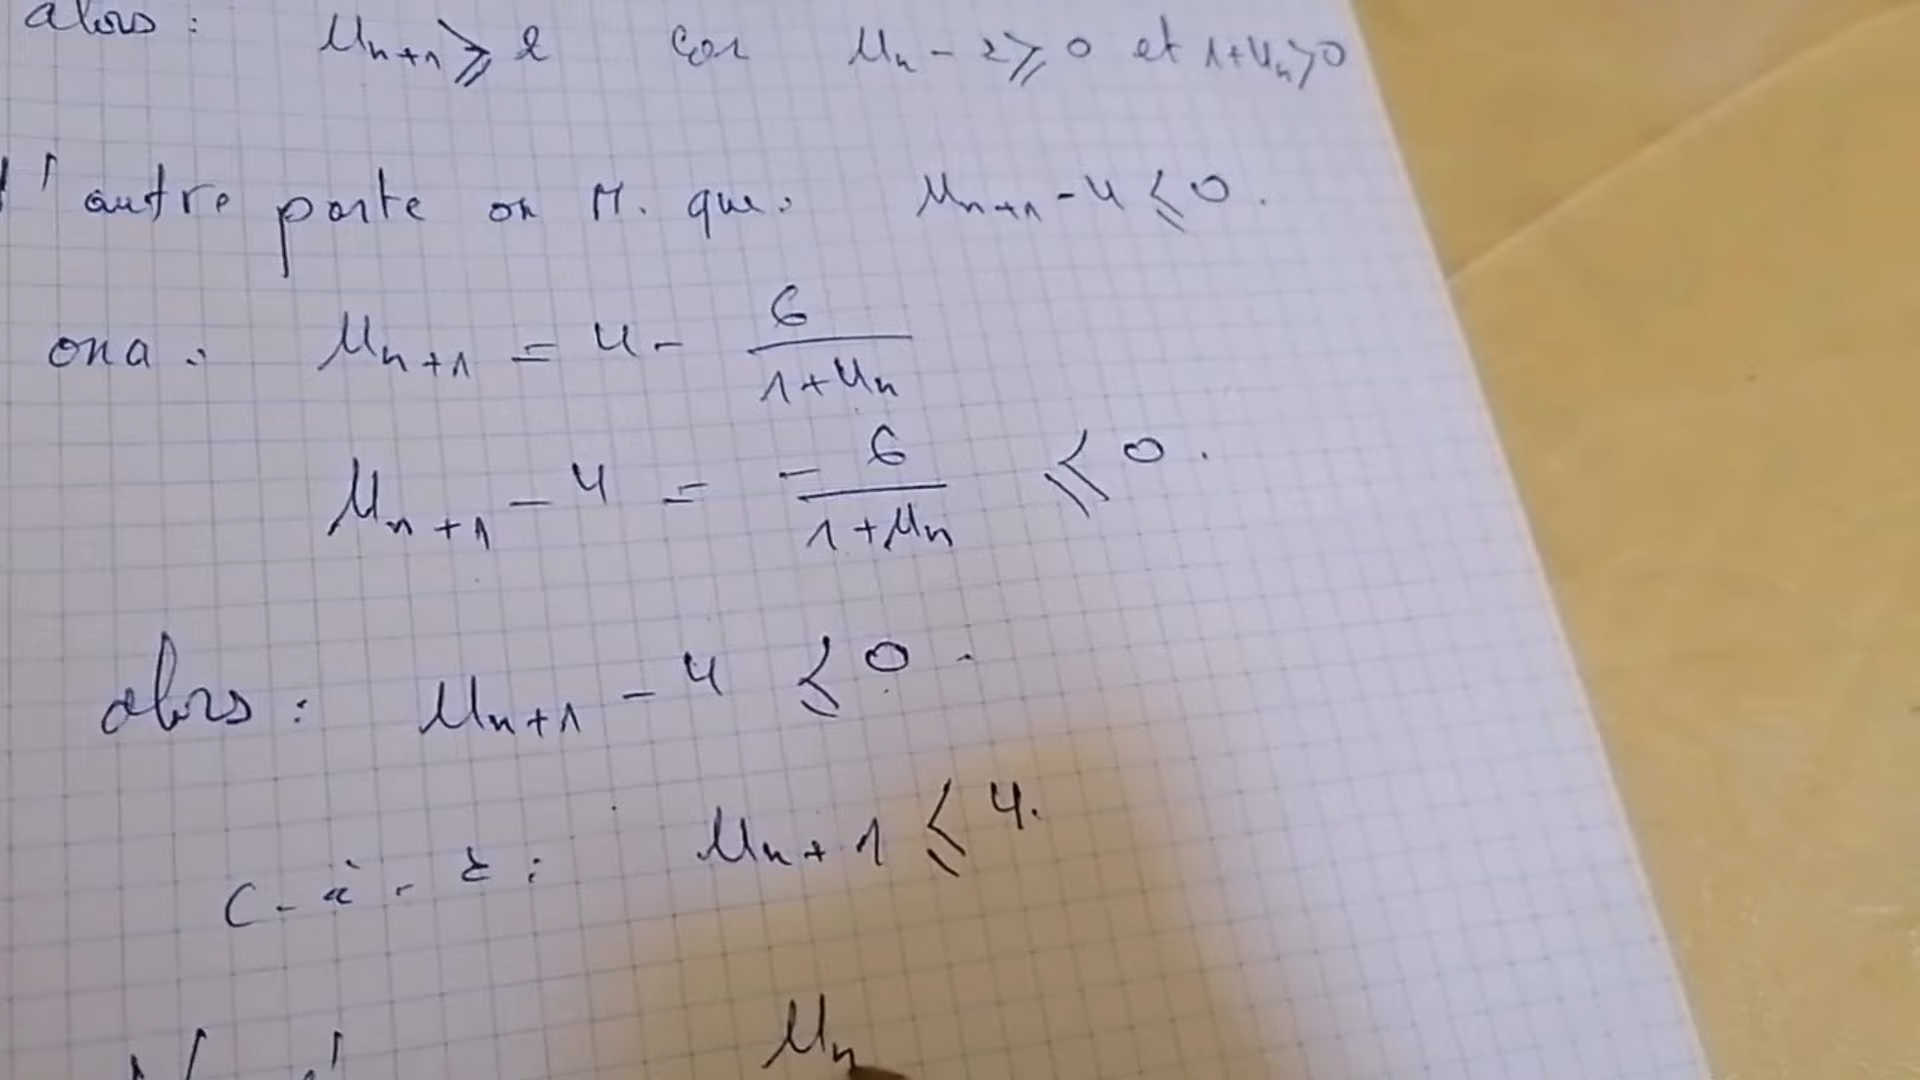 alors : Un+1 ⩾ 2 car Un - 2 ⩾ 0 et 1+Un > 0
d'autre parte on M. que : Un+1 - 4 ⩽ 0.
on a : Un+1 = 4 - 6/(1+Un)
Un+1 - 4 = -6/(1+Un) ⩽ 0.
alors : Un+1 - 4 ⩽ 0.
c-à-d : Un+1 ⩽ 4.
Un